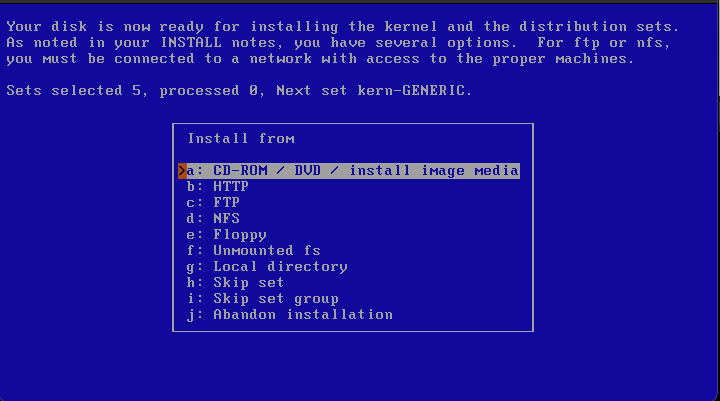 Your disk is now ready for installing the kernel and the distribution sets.
As noted in your INSTALL notes, you have several options.  For ftp or nfs,
you must be connected to a network with access to the proper machines.
Sets selected 5, processed 0, Next set kern-GENERIC.
Install from
>a: CD-ROM / DVD / install image media
b: HTTP
c: FTP
d: NFS
e: Floppy
f: Unmounted fs
g: Local directory
h: Skip set
i: Skip set group
j: Abandon installation